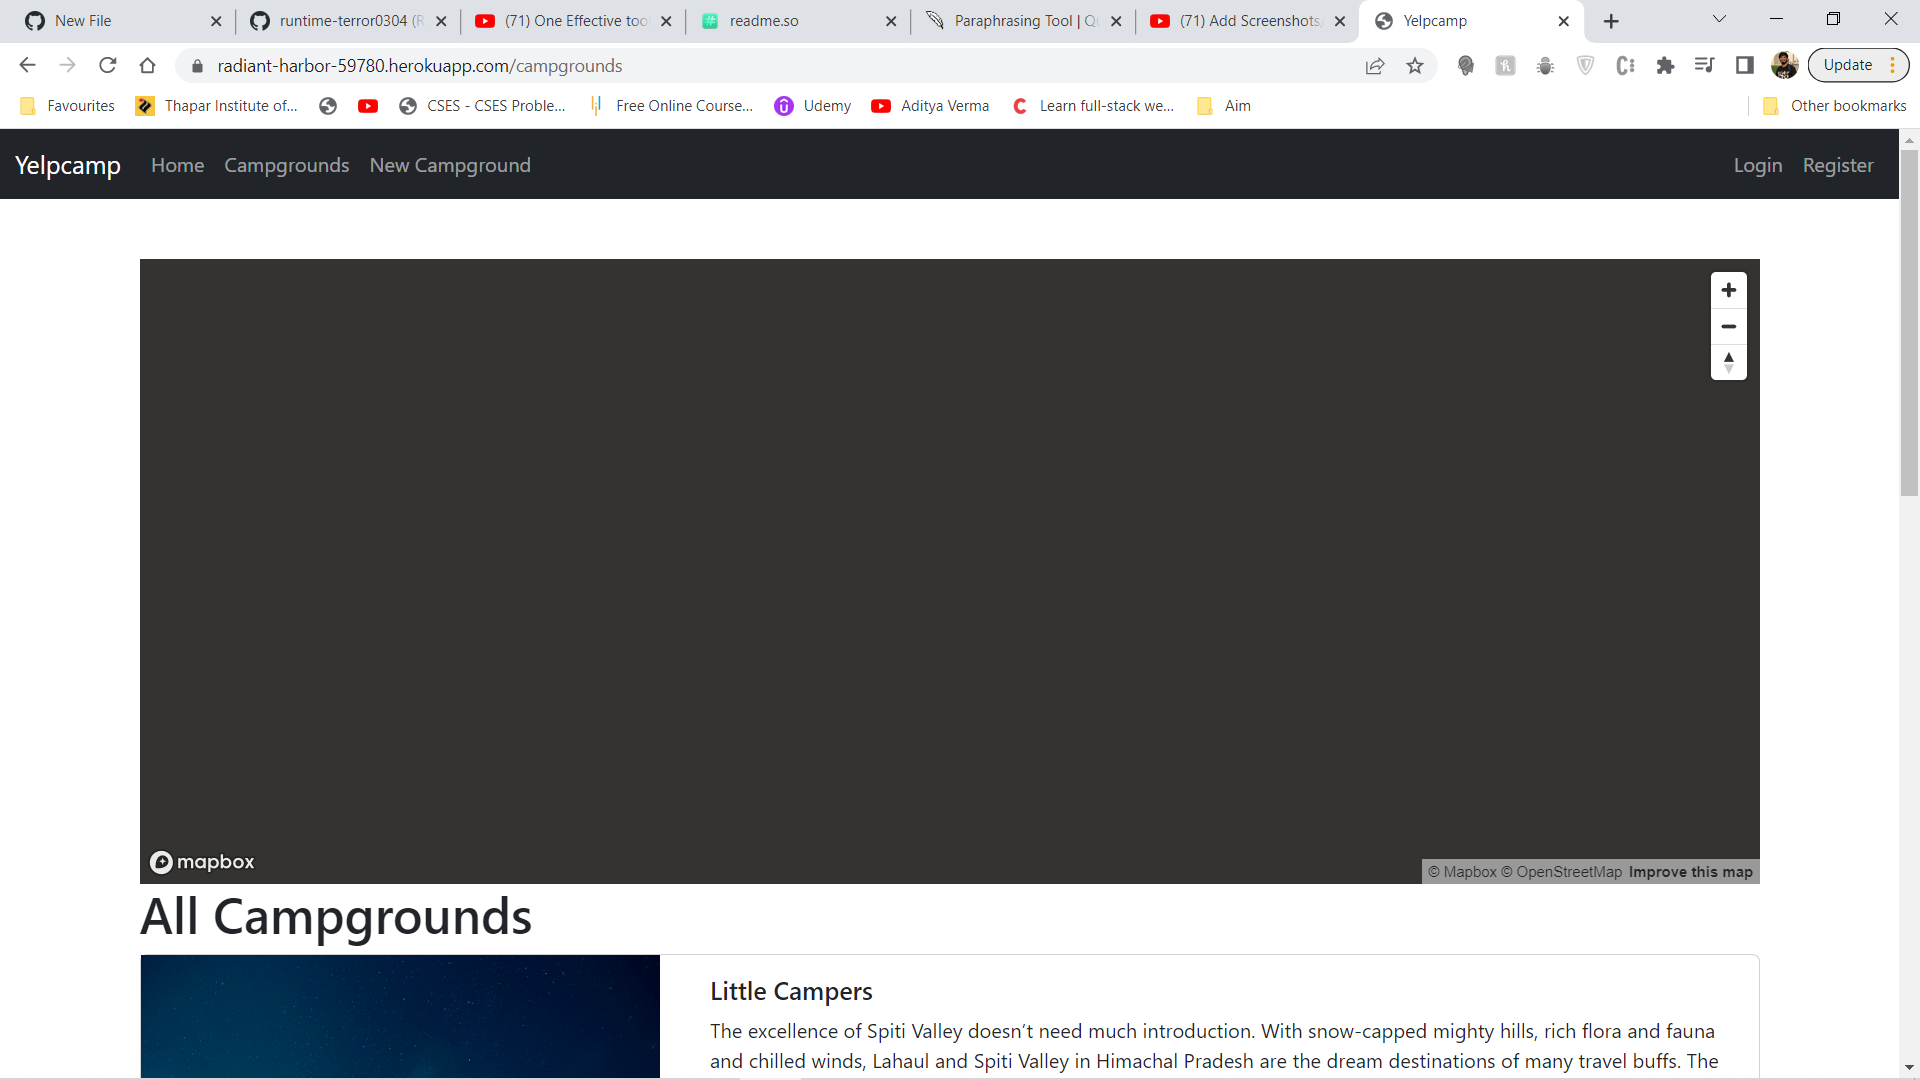 New File
runtime-terror0304 (R
(71) One Effective too
readme.so
Paraphrasing Tool | Qu
(71) Add Screenshots/
Yelpcamp
radiant-harbor-59780.herokuapp.com/campgrounds
Update
Favourites
Thapar Institute of...
CSES - CSES Proble...
Free Online Course...
Udemy
Aditya Verma
Learn full-stack we...
Aim
Other bookmarks
Yelpcamp
Home
Campgrounds
New Campground
Login
Register
mapbox
© Mapbox © OpenStreetMap Improve this map
All Campgrounds
Little Campers
The excellence of Spiti Valley doesn’t need much introduction. With snow-capped mighty hills, rich flora and fauna
and chilled winds, Lahaul and Spiti Valley in Himachal Pradesh are the dream destinations of many travel buffs. The